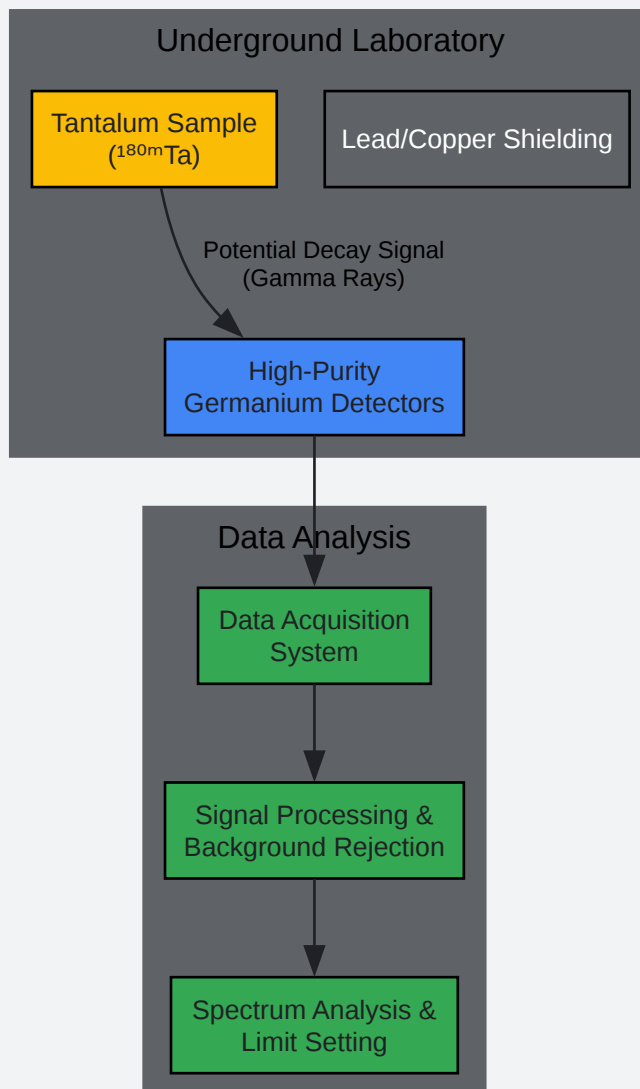 Underground Laboratory
Tantalum Sample
(¹⁸⁰ᵐTa)
Lead/Copper Shielding
Potential Decay Signal
(Gamma Rays)
High-Purity
Germanium Detectors
Data Analysis
Data Acquisition
System
Signal Processing &
Background Rejection
Spectrum Analysis &
Limit Setting